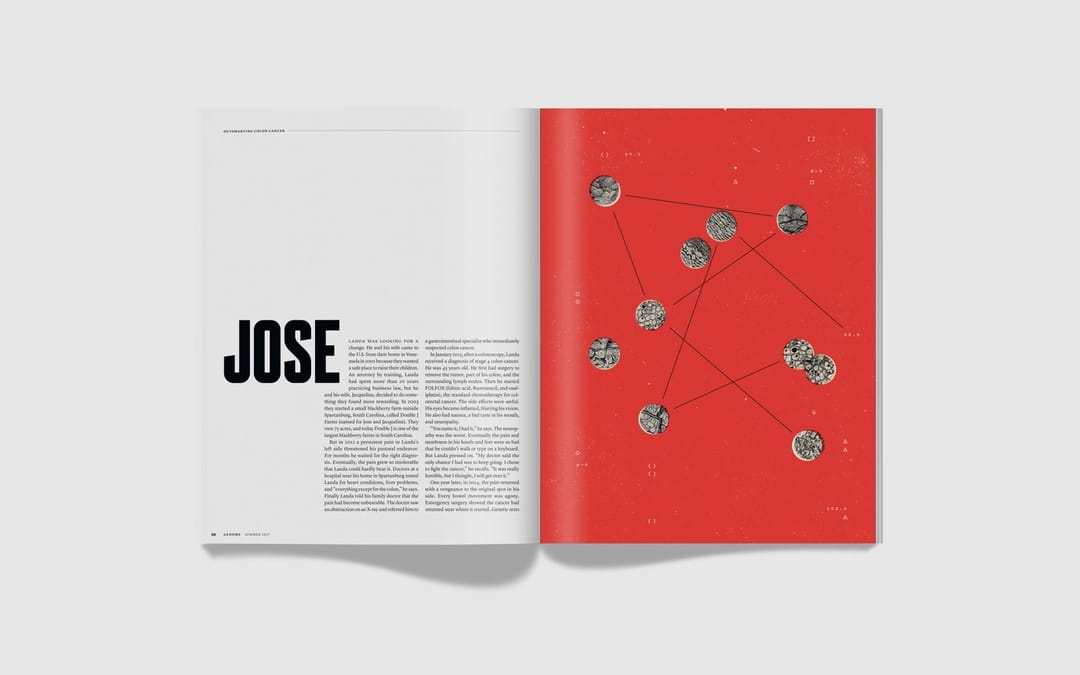 OUTSMARTING COLON CANCER
JOSE
LANDA WAS LOOKING FOR A
change. He and his wife came to
the U.S. from their home in Vene-
zuela in 2001 because they wanted
a safe place to raise their children.
An attorney by training, Landa
had spent more than 20 years
practicing business law, but he
and his wife, Jacqueline, decided to do some-
thing they found more rewarding. In 2003
they started a small blackberry farm outside
Spartanburg, South Carolina, called Double J
Farms (named for Jose and Jacqueline). They
own 75 acres, and today Double J is one of the
largest blackberry farms in South Carolina.
But in 2012 a persistent pain in Landa's
left side threatened his pastoral endeavor.
For months he waited for the right diagno-
sis. Eventually, the pain grew so intolerable
that Landa could hardly bear it. Doctors at a
hospital near his home in Spartanburg tested
Landa for heart conditions, liver problems,
and "everything except for the colon," he says.
Finally Landa told his family doctor that the
pain had become unbearable. The doctor saw
an obstruction on an X-ray and referred him to
a gastrointestinal specialist who immediately
suspected colon cancer.
In January 2013, after a colonoscopy, Landa
received a diagnosis of stage 4 colon cancer.
He was 43 years old. He first had surgery to
remove the tumor, part of his colon, and the
surrounding lymph nodes. Then he started
FOLFOX (folinic acid, fluorouracil, and oxal-
iplatin), the standard chemotherapy for col-
orectal cancer. The side effects were awful.
His eyes became inflamed, blurring his vision.
He also had nausea, a bad taste in his mouth,
and neuropathy.
"You name it, I had it," he says. The neurop-
athy was the worst. Eventually the pain and
numbness in his hands and feet were so bad
that he couldn't walk or type on a keyboard.
But Landa pressed on. "My doctor said the
only chance I had was to keep going. I chose
to fight the cancer," he recalls. "It was really
horrible, but I thought, I will get over it."
One year later, in 2014, the pain returned
with a vengeance to the original spot in his
side. Every bowel movement was agony.
Emergency surgery showed the cancer had
returned near where it started. Genetic tests
58 GENOME SUMMER 2017